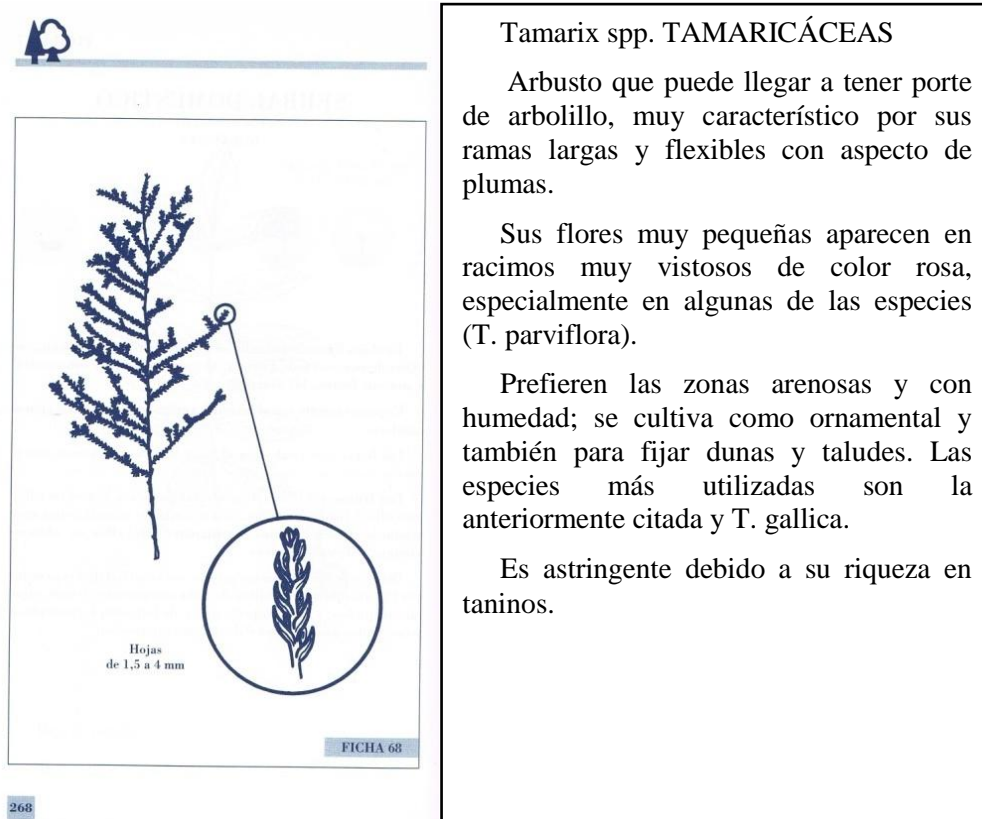 Hojas
de 1,5 a 4 mm
FICHA 68
268
Tamarix spp. TAMARICÁCEAS
Arbusto que puede llegar a tener porte
de arbolillo, muy característico por sus
ramas largas y flexibles con aspecto de
plumas.
Sus flores muy pequeñas aparecen en
racimos muy vistosos de color rosa,
especialmente en algunas de las especies
(T. parviflora).
Prefieren las zonas arenosas y con
humedad; se cultiva como ornamental y
también para fijar dunas y taludes. Las
especies más utilizadas son la
anteriormente citada y T. gallica.
Es astringente debido a su riqueza en
taninos.